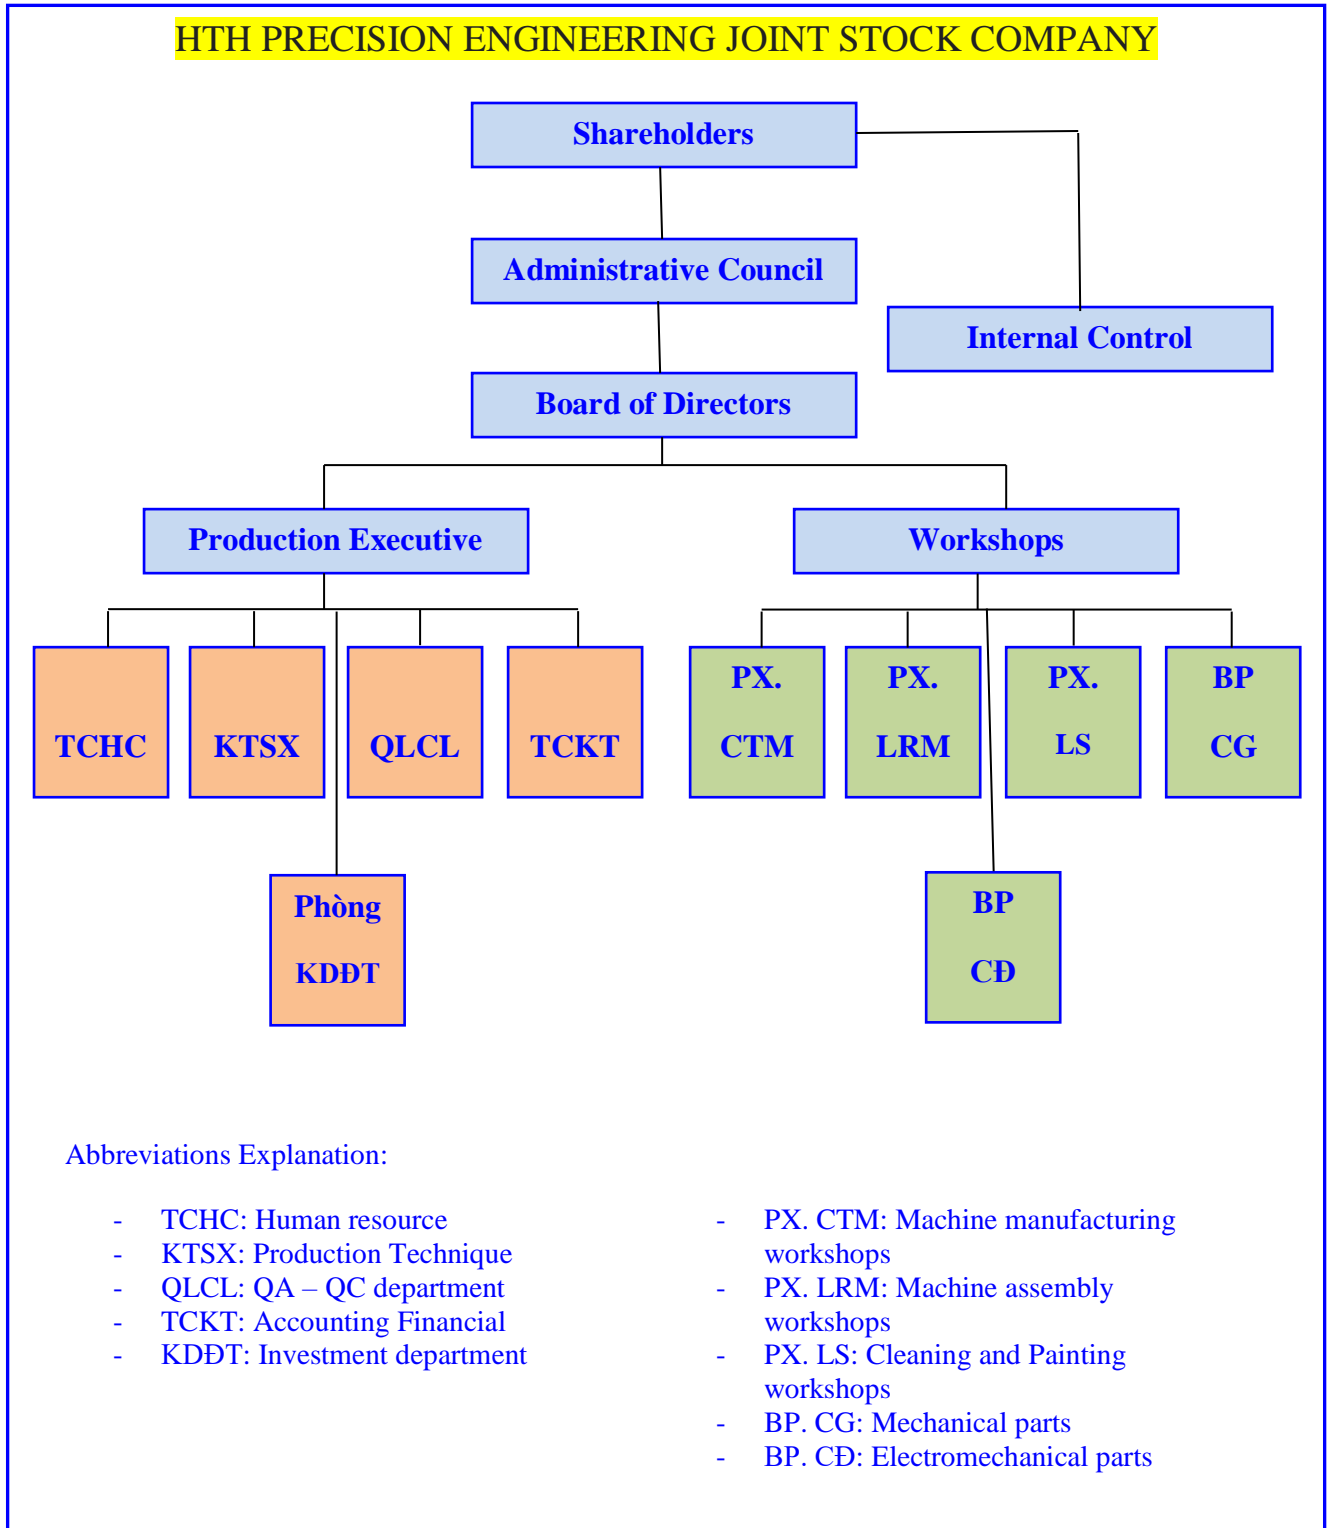 HTH PRECISION ENGINEERING JOINT STOCK COMPANY
Shareholders
Administrative Council
Internal Control
Board of Directors
Production Executive
Workshops
TCHC
KTSX
QLCL
TCKT
PX.
CTM
PX.
LRM
PX.
LS
BP
CG
Phòng
KDĐT
BP
CĐ
Abbreviations Explanation:
- TCHC: Human resource
- KTSX: Production Technique
- QLCL: QA – QC department
- TCKT: Accounting Financial
- KDĐT: Investment department
- PX. CTM: Machine manufacturing
workshops
- PX. LRM: Machine assembly
workshops
- PX. LS: Cleaning and Painting
workshops
- BP. CG: Mechanical parts
- BP. CĐ: Electromechanical parts